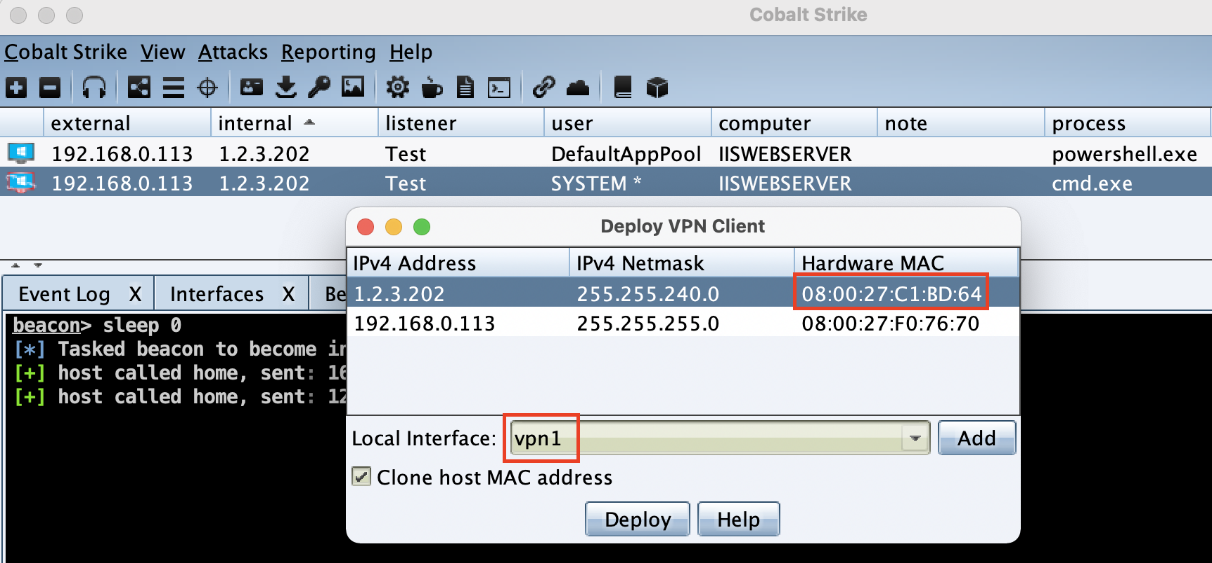 Cobalt Strike
Cobalt Strike View Attacks Reporting Help
external internal listener user computer note process
192.168.0.113 1.2.3.202 Test DefaultAppPool IISWEBSERVER powershell.exe
192.168.0.113 1.2.3.202 Test SYSTEM * IISWEBSERVER cmd.exe
Deploy VPN Client
IPv4 Address IPv4 Netmask Hardware MAC
1.2.3.202 255.255.240.0 08:00:27:C1:BD:64
192.168.0.113 255.255.255.0 08:00:27:F0:76:70
Local Interface: vpn1 Add
Clone host MAC address
Deploy Help
Event Log X Interfaces X Be
beacon> sleep 0
[*] Tasked beacon to become in
[+] host called home, sent: 16
[+] host called home, sent: 12